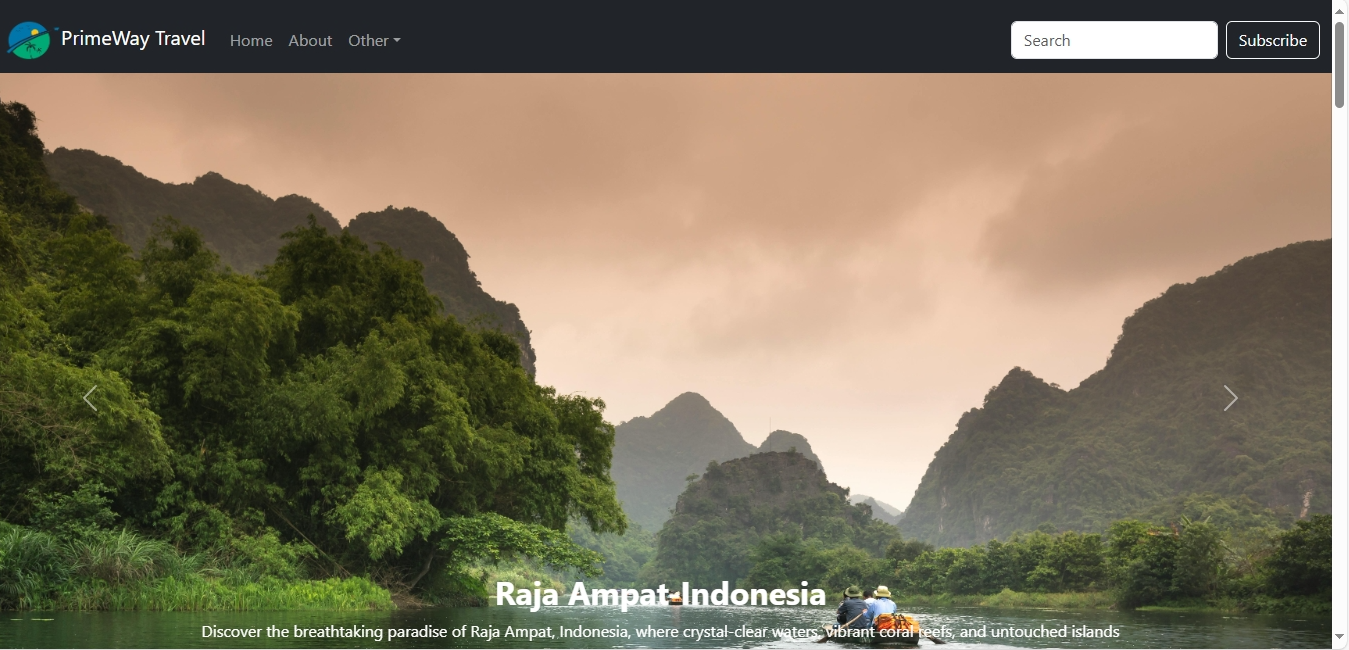 PrimeWay Travel
Home About Other
Search
Subscribe
Raja Ampat-Indonesia
Discover the breathtaking paradise of Raja Ampat, Indonesia, where crystal-clear waters, vibrant coral reefs, and untouched islands